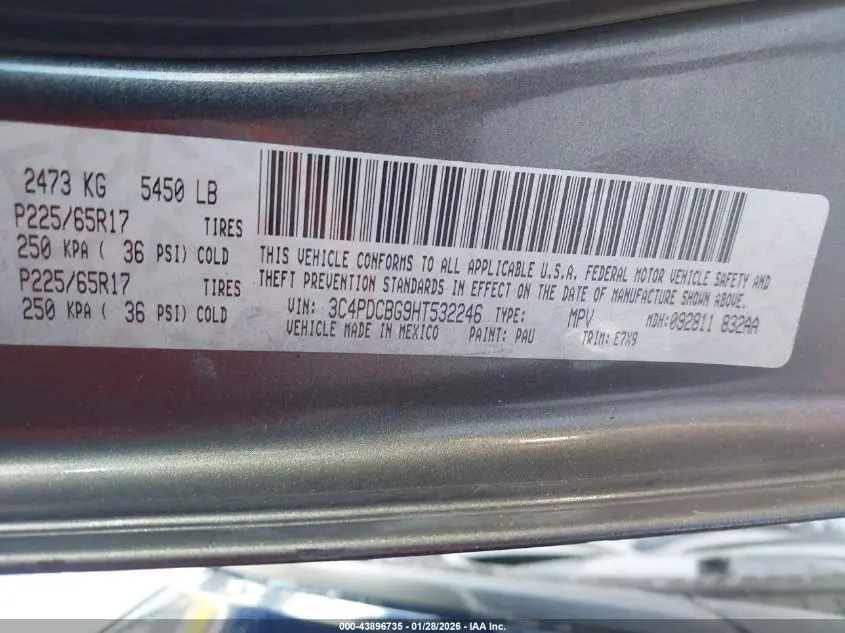 2473 KG 5450 LB
P225/65R17 TIRES
250 KPA ( 36 PSI) COLD
P225/65R17 TIRES
250 KPA ( 36 PSI) COLD
THIS VEHICLE CONFORMS TO ALL APPLICABLE U.S.A. FEDERAL MOTOR VEHICLE SAFETY AND
THEFT PREVENTION STANDARDS IN EFFECT ON THE DATE OF MANUFACTURE SHOWN ABOVE.
VIN: 3C4PDCBG9HT532246 TYPE: MPV MDH:092811 832AA
VEHICLE MADE IN MEXICO PAINT: PAU TRIM: E7X9
000-43896735 - 01/28/2026 - IAA Inc.